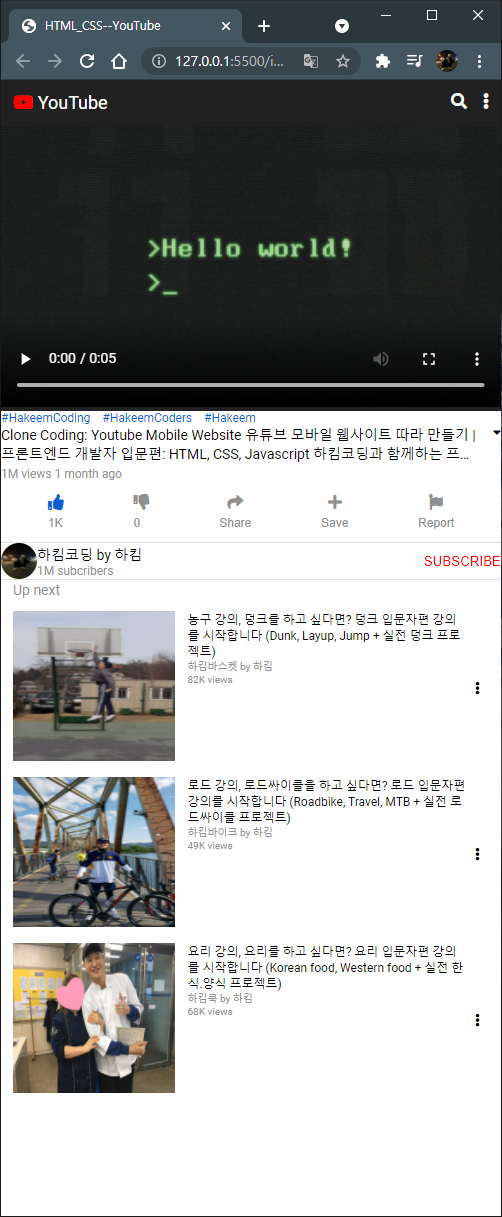 HTML_CSS--YouTube
127.0.0.1:5500/i...
YouTube
>Hello world!
>_
0:00 / 0:05
#HakeemCoding #HakeemCoders #Hakeem
Clone Coding: Youtube Mobile Website 유튜브 모바일 웹사이트 따라 만들기 |
프론트엔드 개발자 입문편: HTML, CSS, Javascript 하킴코딩과 함께하는 프...
1M views 1 month ago
1K 0 Share Save Report
하킴코딩 by 하킴
1M subcribers
SUBSCRIBE
Up next
농구 강의, 덩크를 하고 싶다면? 덩크 입문자편 강의
를 시작합니다 (Dunk, Layup, Jump + 실전 덩크 프로
젝트)
하킴바스켓 by 하킴
82K views
로드 강의, 로드싸이클을 하고 싶다면? 로드 입문자편
강의를 시작합니다 (Roadbike, Travel, MTB + 실전 로
드싸이클 프로젝트)
하킴바이크 by 하킴
49K views
요리 강의, 요리를 하고 싶다면? 요리 입문자편 강의
를 시작합니다 (Korean food, Western food + 실전 한
식.양식 프로젝트)
하킴쿡 by 하킴
68K views